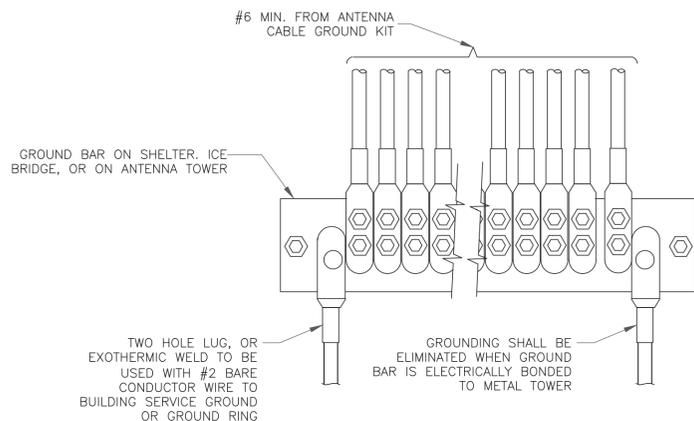 #6 MIN. FROM ANTENNA
CABLE GROUND KIT
GROUND BAR ON SHELTER. ICE
BRIDGE, OR ON ANTENNA TOWER
TWO HOLE LUG, OR
EXOTHERMIC WELD TO BE
USED WITH #2 BARE
CONDUCTOR WIRE TO
BUILDING SERVICE GROUND
OR GROUND RING
GROUNDING SHALL BE
ELIMINATED WHEN GROUND
BAR IS ELECTRICALLY BONDED
TO METAL TOWER